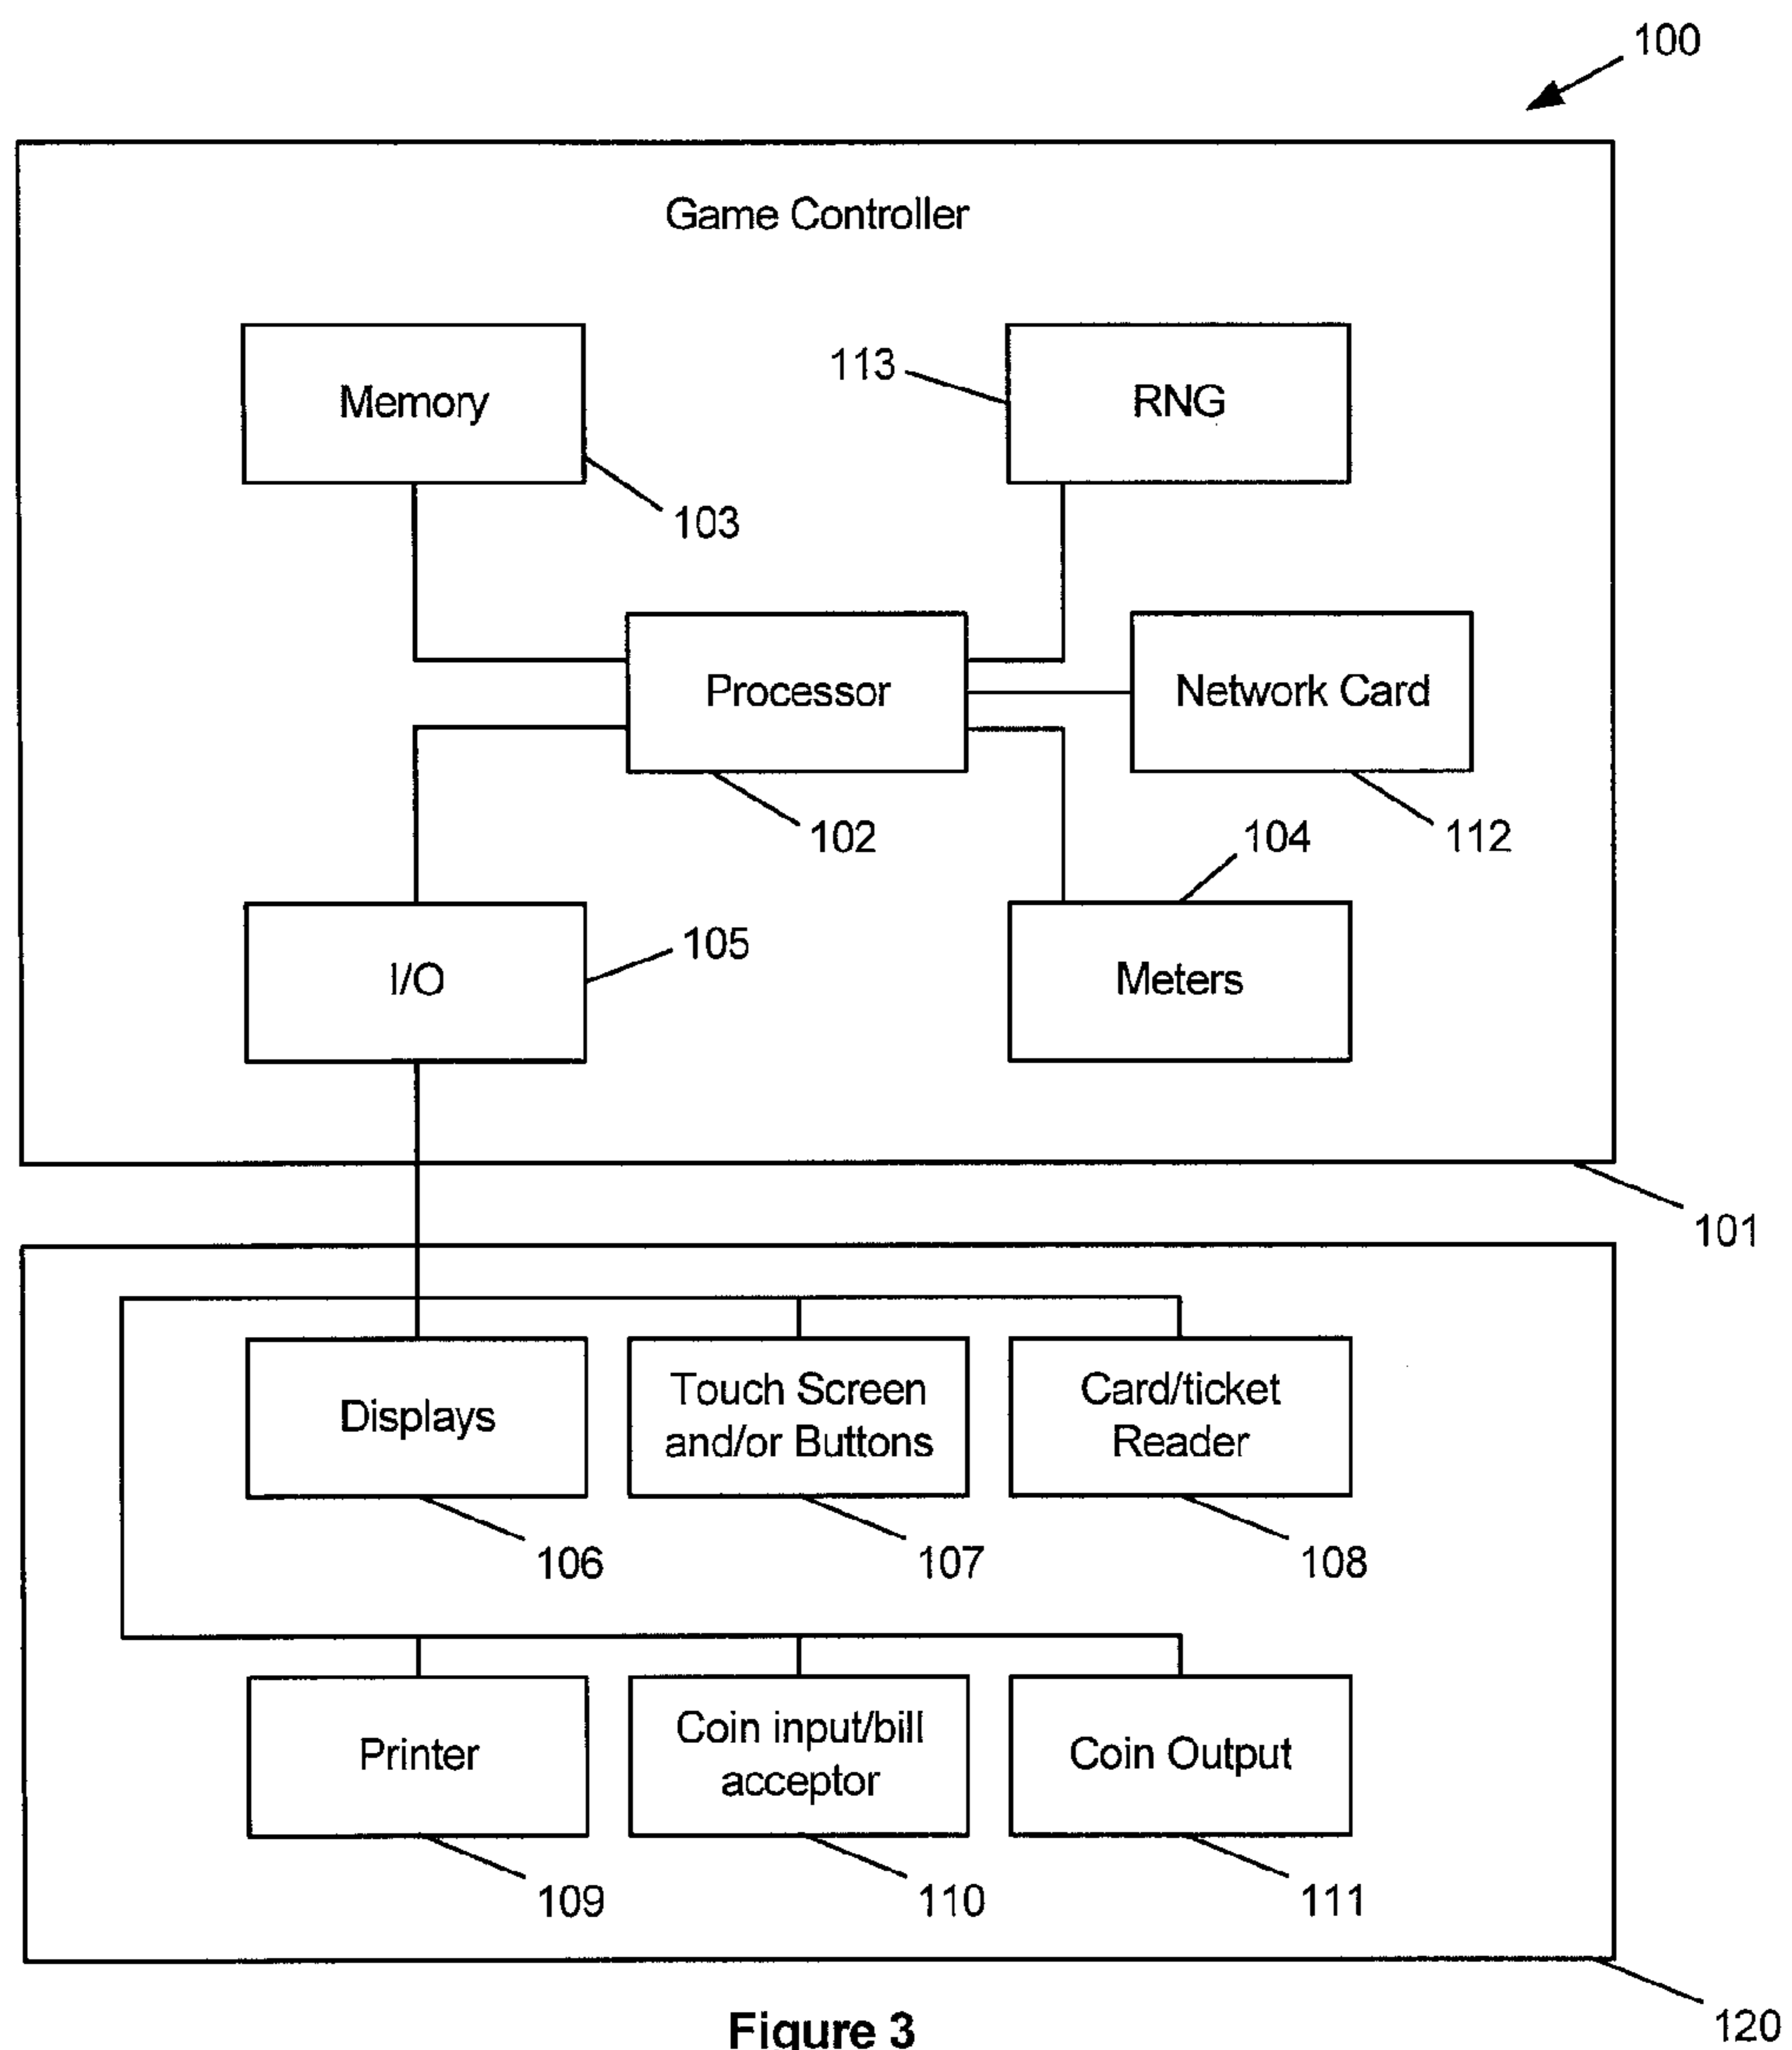 100
Game Controller
Memory
113
RNG
103
Processor
Network Card
102
104
112
I/O
105
Meters
101
Displays
Touch Screen
and/or Buttons
Card/ticket
Reader
106
107
108
Printer
Coin input/bill
acceptor
Coin Output
109
110
111
120
Figure 3